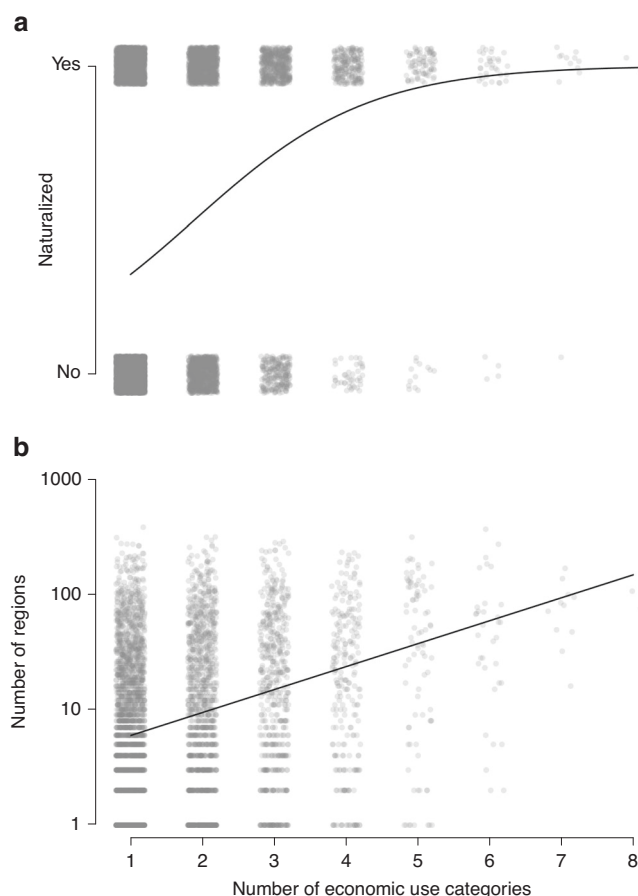 a
Yes
Naturalized
No
b
1000
100
Number of regions
10
1
1 2 3 4 5 6 7 8
Number of economic use categories